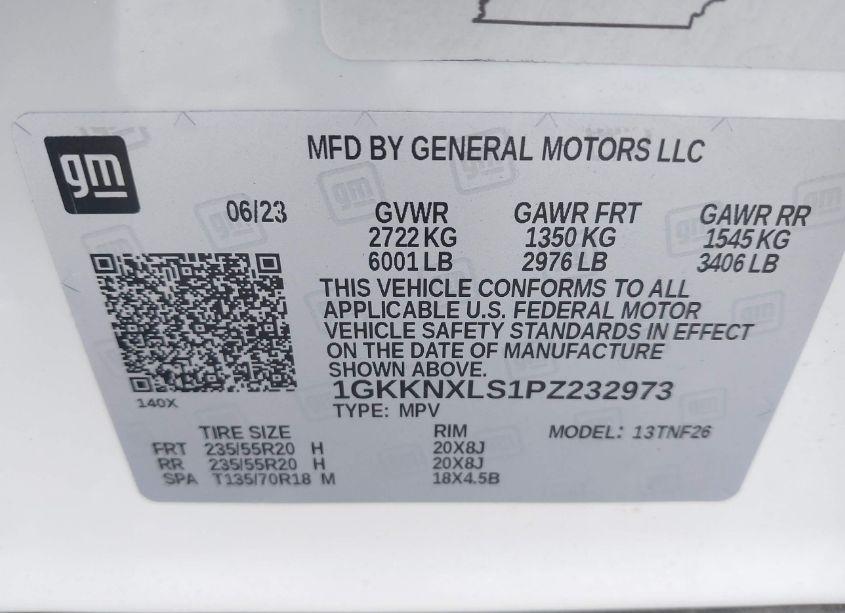 gm
MFD BY GENERAL MOTORS LLC
06/23 GVWR GAWR FRT GAWR RR
2722 KG 1350 KG 1545 KG
6001 LB 2976 LB 3406 LB
THIS VEHICLE CONFORMS TO ALL
APPLICABLE U.S. FEDERAL MOTOR
VEHICLE SAFETY STANDARDS IN EFFECT
ON THE DATE OF MANUFACTURE
SHOWN ABOVE.
1GKKNXLS1PZ232973
140X
TYPE: MPV
TIRE SIZE RIM MODEL: 13TNF26
FRT 235/55R20 H 20X8J
RR 235/55R20 H 20X8J
SPA T135/70R18 M 18X4.5B